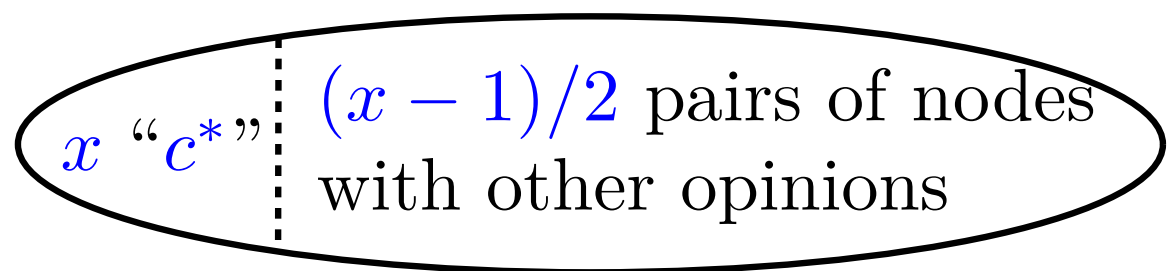 x “c*”
(x − 1)/2 pairs of nodes
with other opinions